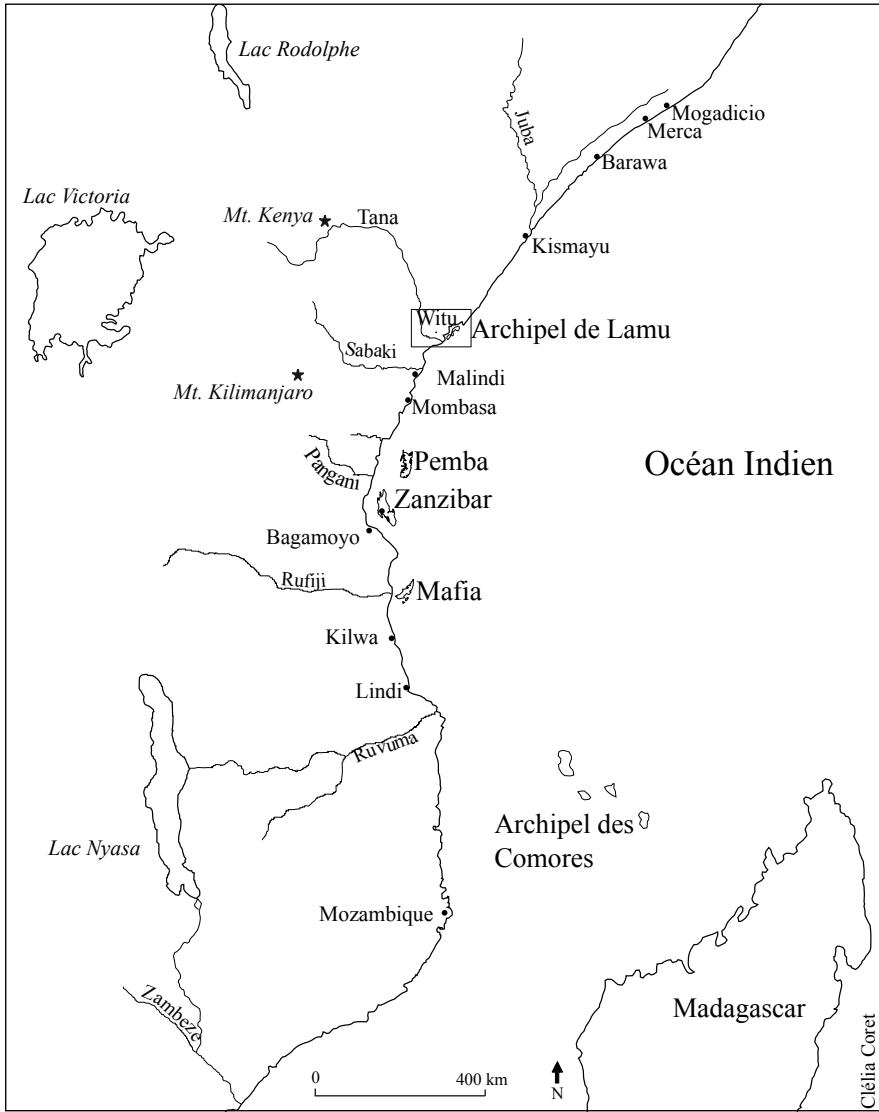 Lac Rodolphe
Juba
Mogadicio
Merca
Barawa
Lac Victoria
Mt. Kenya
Tana
Kismayu
Witu
Archipel de Lamu
Sabaki
Malindi
Mt. Kilimanjaro
Mombasa
Pangani
Pemba
Océan Indien
Zanzibar
Bagamoyo
Rufiji
Mafia
Kilwa
Lindi
Ruvuma
Archipel des
Comores
Lac Nyasa
Mozambique
Zambeze
Madagascar
0
400 km
N
Clélia Coret